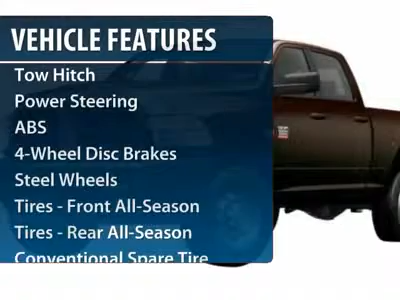 VEHICLE FEATURES
Tow Hitch
Power Steering
ABS
4-Wheel Disc Brakes
Steel Wheels
Tires - Front All-Season
Tires - Rear All-Season
Conventional Spare Tire